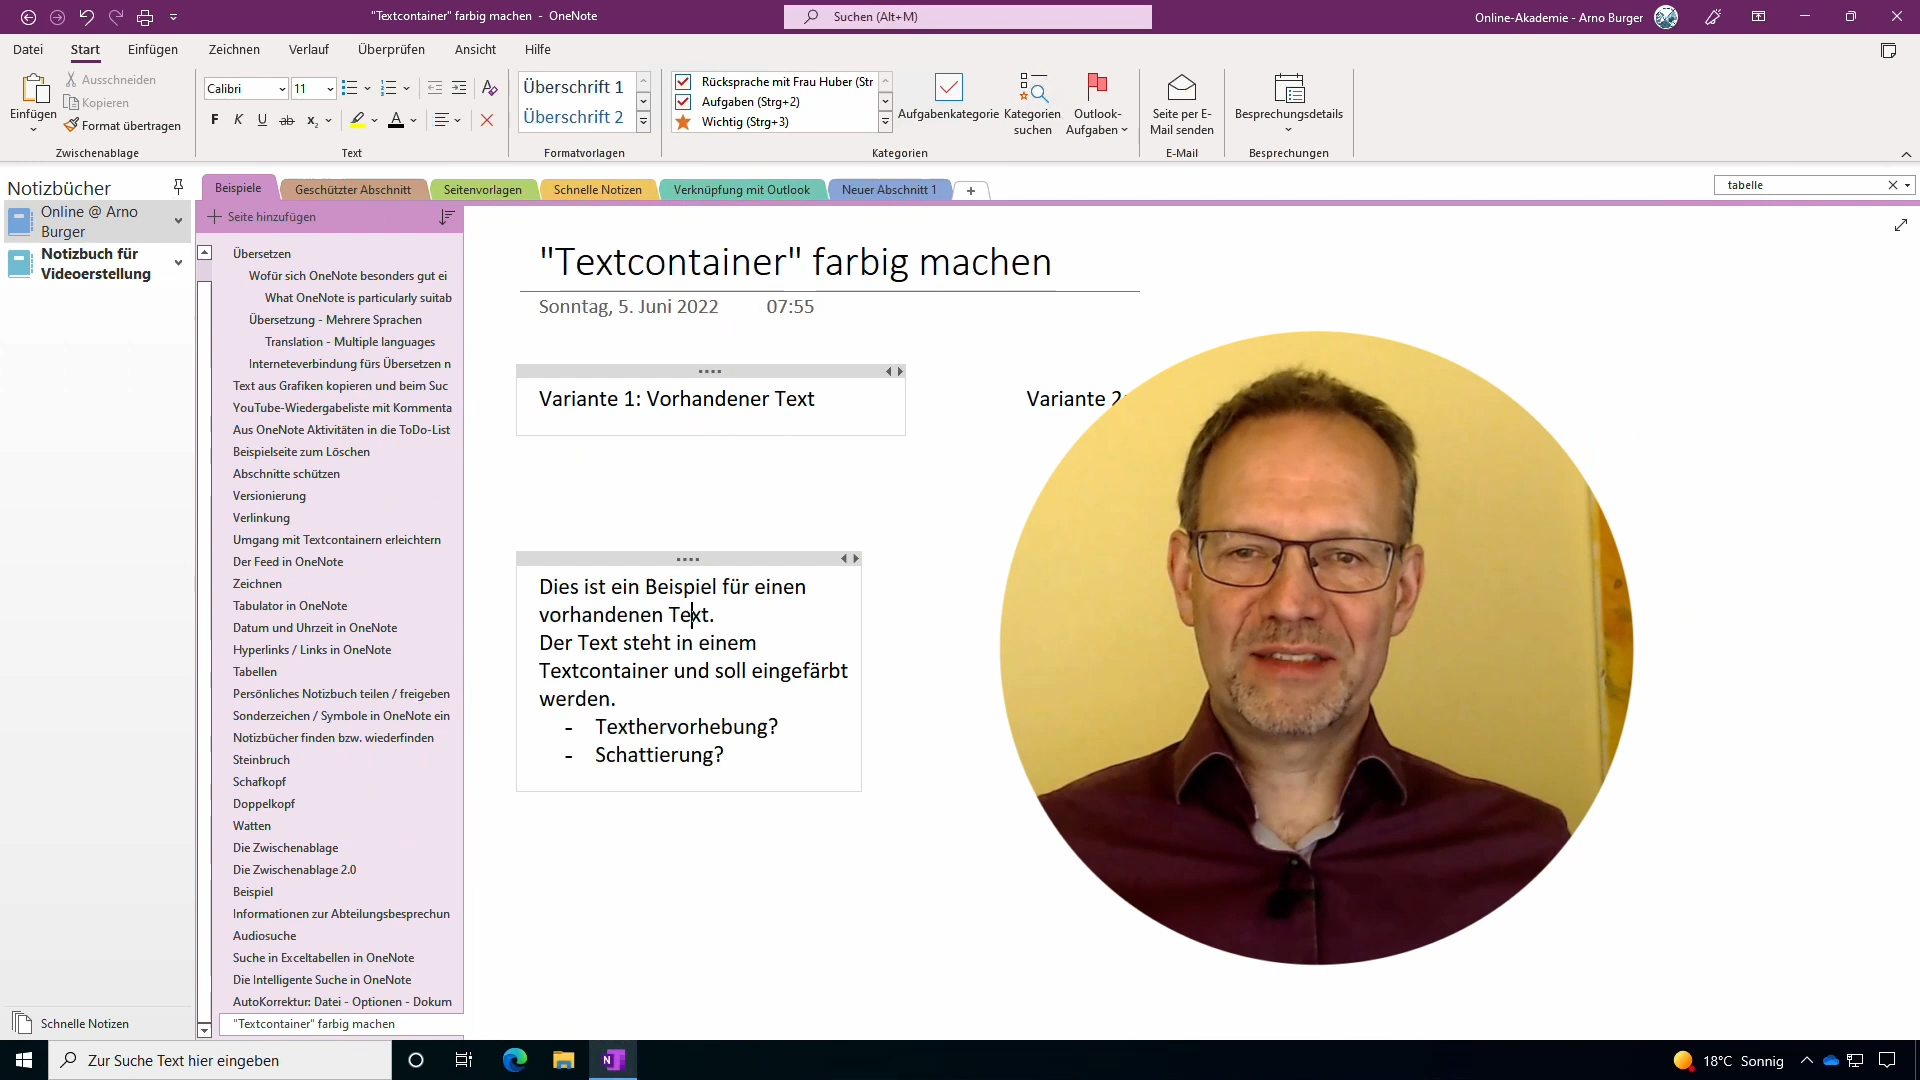 "Textcontainer" farbig machen - OneNote
Suchen (Alt+M)
Online-Akademie - Arno Burger
Datei
Start
Einfügen
Zeichnen
Verlauf
Überprüfen
Ansicht
Hilfe
Einfügen
Ausschneiden
Kopieren
Format übertragen
Zwischenablage
Calibri
11
F K U ab x₂ A
Text
Überschrift 1
Überschrift 2
Formatvorlagen
Rücksprache mit Frau Huber (Str
Aufgaben (Strg+2)
Wichtig (Strg+3)
Aufgabenkategorie
Kategorien
suchen
Outlook-
Aufgaben
Kategorien
Seite per E-
Mail senden
E-Mail
Besprechungsdetails
Besprechungen
Notizbücher
Online @ Arno
Burger
Notizbuch für
Videoerstellung
Schnelle Notizen
Beispiele
Geschützter Abschnitt
Seitenvorlagen
Schnelle Notizen
Verknüpfung mit Outlook
Neuer Abschnitt 1
+
tabelle
Seite hinzufügen
Übersetzen
Wofür sich OneNote besonders gut ei
What OneNote is particularly suitab
Übersetzung - Mehrere Sprachen
Translation - Multiple languages
Interneteverbindung fürs Übersetzen n
Text aus Grafiken kopieren und beim Suc
YouTube-Wiedergabeliste mit Kommenta
Aus OneNote Aktivitäten in die ToDo-List
Beispielseite zum Löschen
Abschnitte schützen
Versionierung
Verlinkung
Umgang mit Textcontainern erleichtern
Der Feed in OneNote
Zeichnen
Tabulator in OneNote
Datum und Uhrzeit in OneNote
Hyperlinks / Links in OneNote
Tabellen
Persönliches Notizbuch teilen / freigeben
Sonderzeichen / Symbole in OneNote ein
Notizbücher finden bzw. wiederfinden
Steinbruch
Schafkopf
Doppelkopf
Watten
Die Zwischenablage
Die Zwischenablage 2.0
Beispiel
Informationen zur Abteilungsbesprechun
Audiosuche
Suche in Exceltabellen in OneNote
Die Intelligente Suche in OneNote
AutoKorrektur: Datei - Optionen - Dokum
"Textcontainer" farbig machen
"Textcontainer" farbig machen
Sonntag, 5. Juni 2022 07:55
Variante 1: Vorhandener Text
Variante 2:
Dies ist ein Beispiel für einen
vorhandenen Text.
Der Text steht in einem
Textcontainer und soll eingefärbt
werden.
- Texthervorhebung?
- Schattierung?
Zur Suche Text hier eingeben
18°C Sonnig